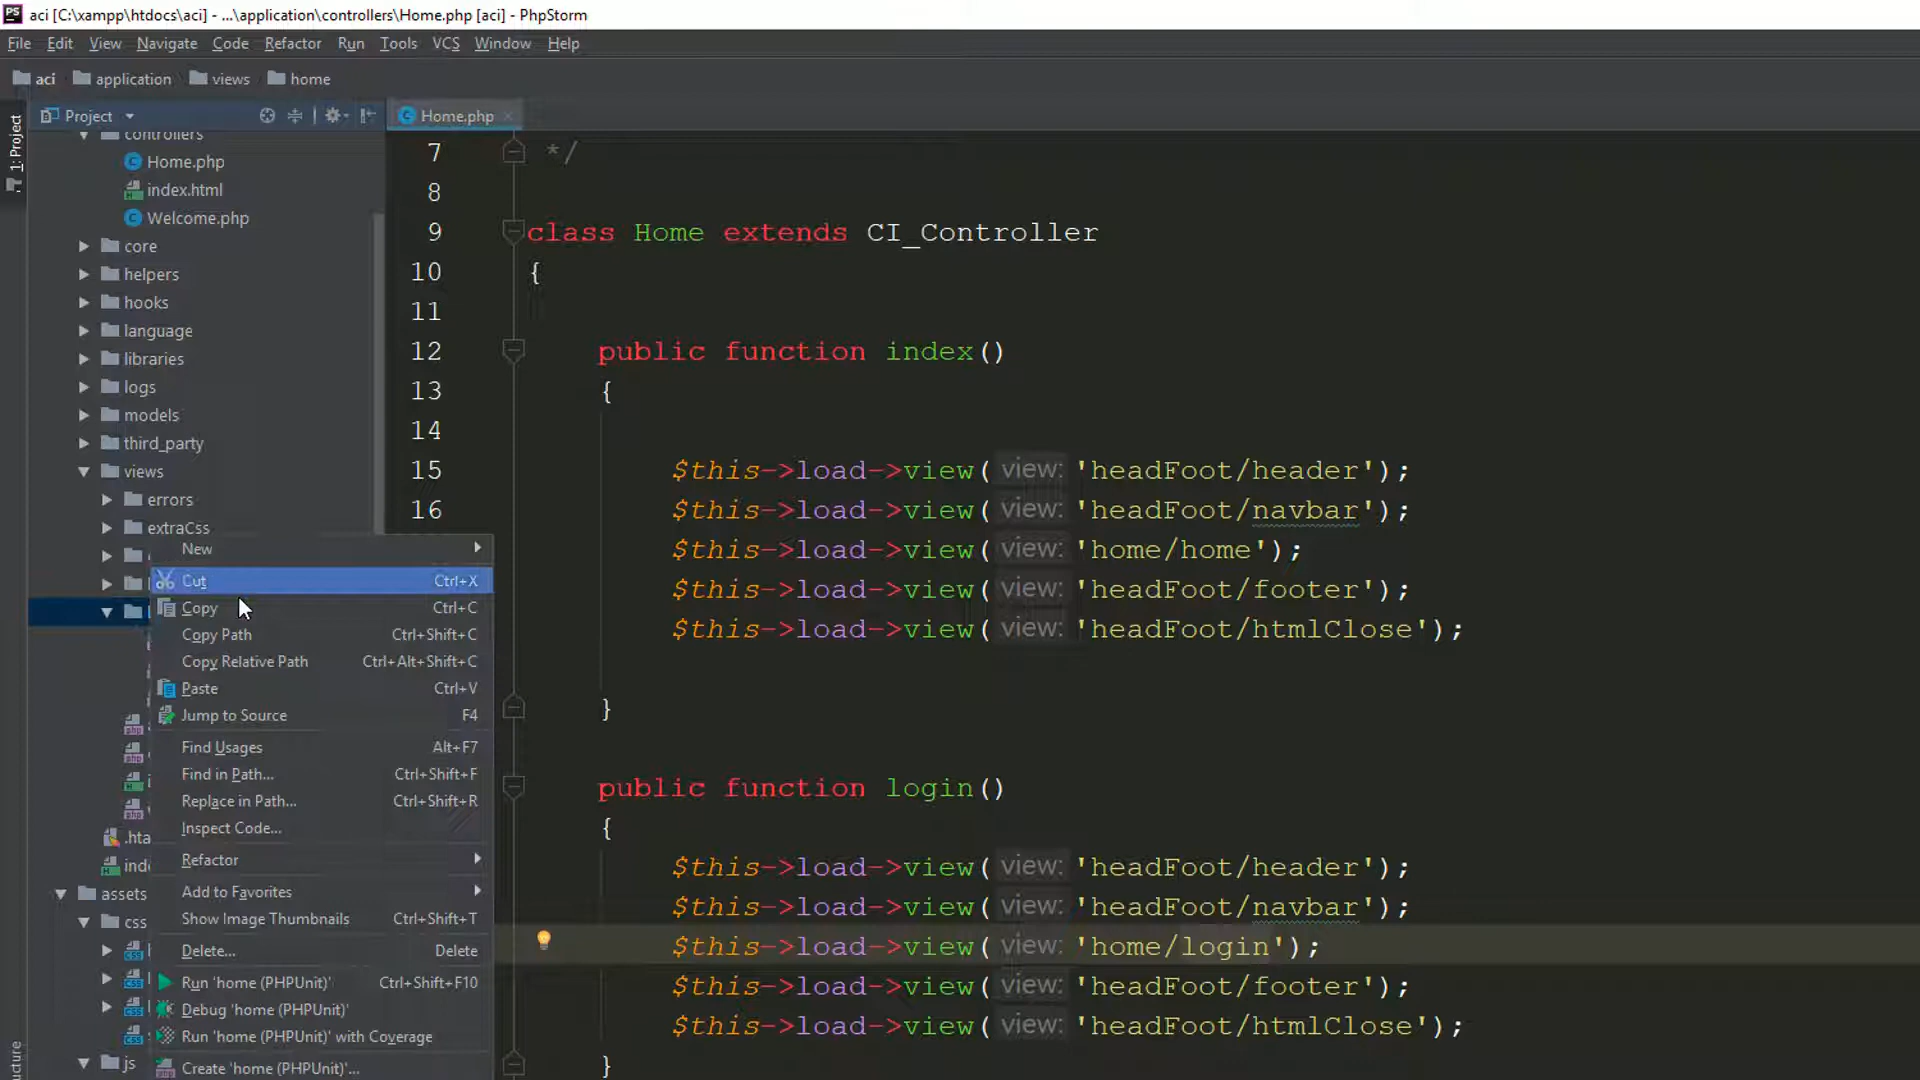 aci [C:\xampp\htdocs\aci] - ...\application\controllers\Home.php [aci] - PhpStorm
File Edit View Navigate Code Refactor Run Tools VCS Window Help
aci application views home
1: Project
Project
Home.php
controllers
Home.php
index.html
Welcome.php
core
helpers
hooks
language
libraries
logs
models
third_party
views
errors
extraCss
.hta
assets
css
js
New
Cut Ctrl+X
Copy Ctrl+C
Copy Path Ctrl+Shift+C
Copy Relative Path Ctrl+Alt+Shift+C
Paste Ctrl+V
Jump to Source F4
Find Usages Alt+F7
Find in Path... Ctrl+Shift+F
Replace in Path... Ctrl+Shift+R
Inspect Code...
Refactor
Add to Favorites
Show Image Thumbnails Ctrl+Shift+T
Delete... Delete
Run 'home (PHPUnit)' Ctrl+Shift+F10
Debug 'home (PHPUnit)'
Run 'home (PHPUnit)' with Coverage
Create 'home (PHPUnit)'...
7 */
8
9 class Home extends CI_Controller
10 {
11
12 public function index()
13 {
14
15 $this->load->view( view: 'headFoot/header');
16 $this->load->view( view: 'headFoot/navbar');
$this->load->view( view: 'home/home');
$this->load->view( view: 'headFoot/footer');
$this->load->view( view: 'headFoot/htmlClose');
}
public function login()
{
$this->load->view( view: 'headFoot/header');
$this->load->view( view: 'headFoot/navbar');
$this->load->view( view: 'home/login');
$this->load->view( view: 'headFoot/footer');
$this->load->view( view: 'headFoot/htmlClose');
}